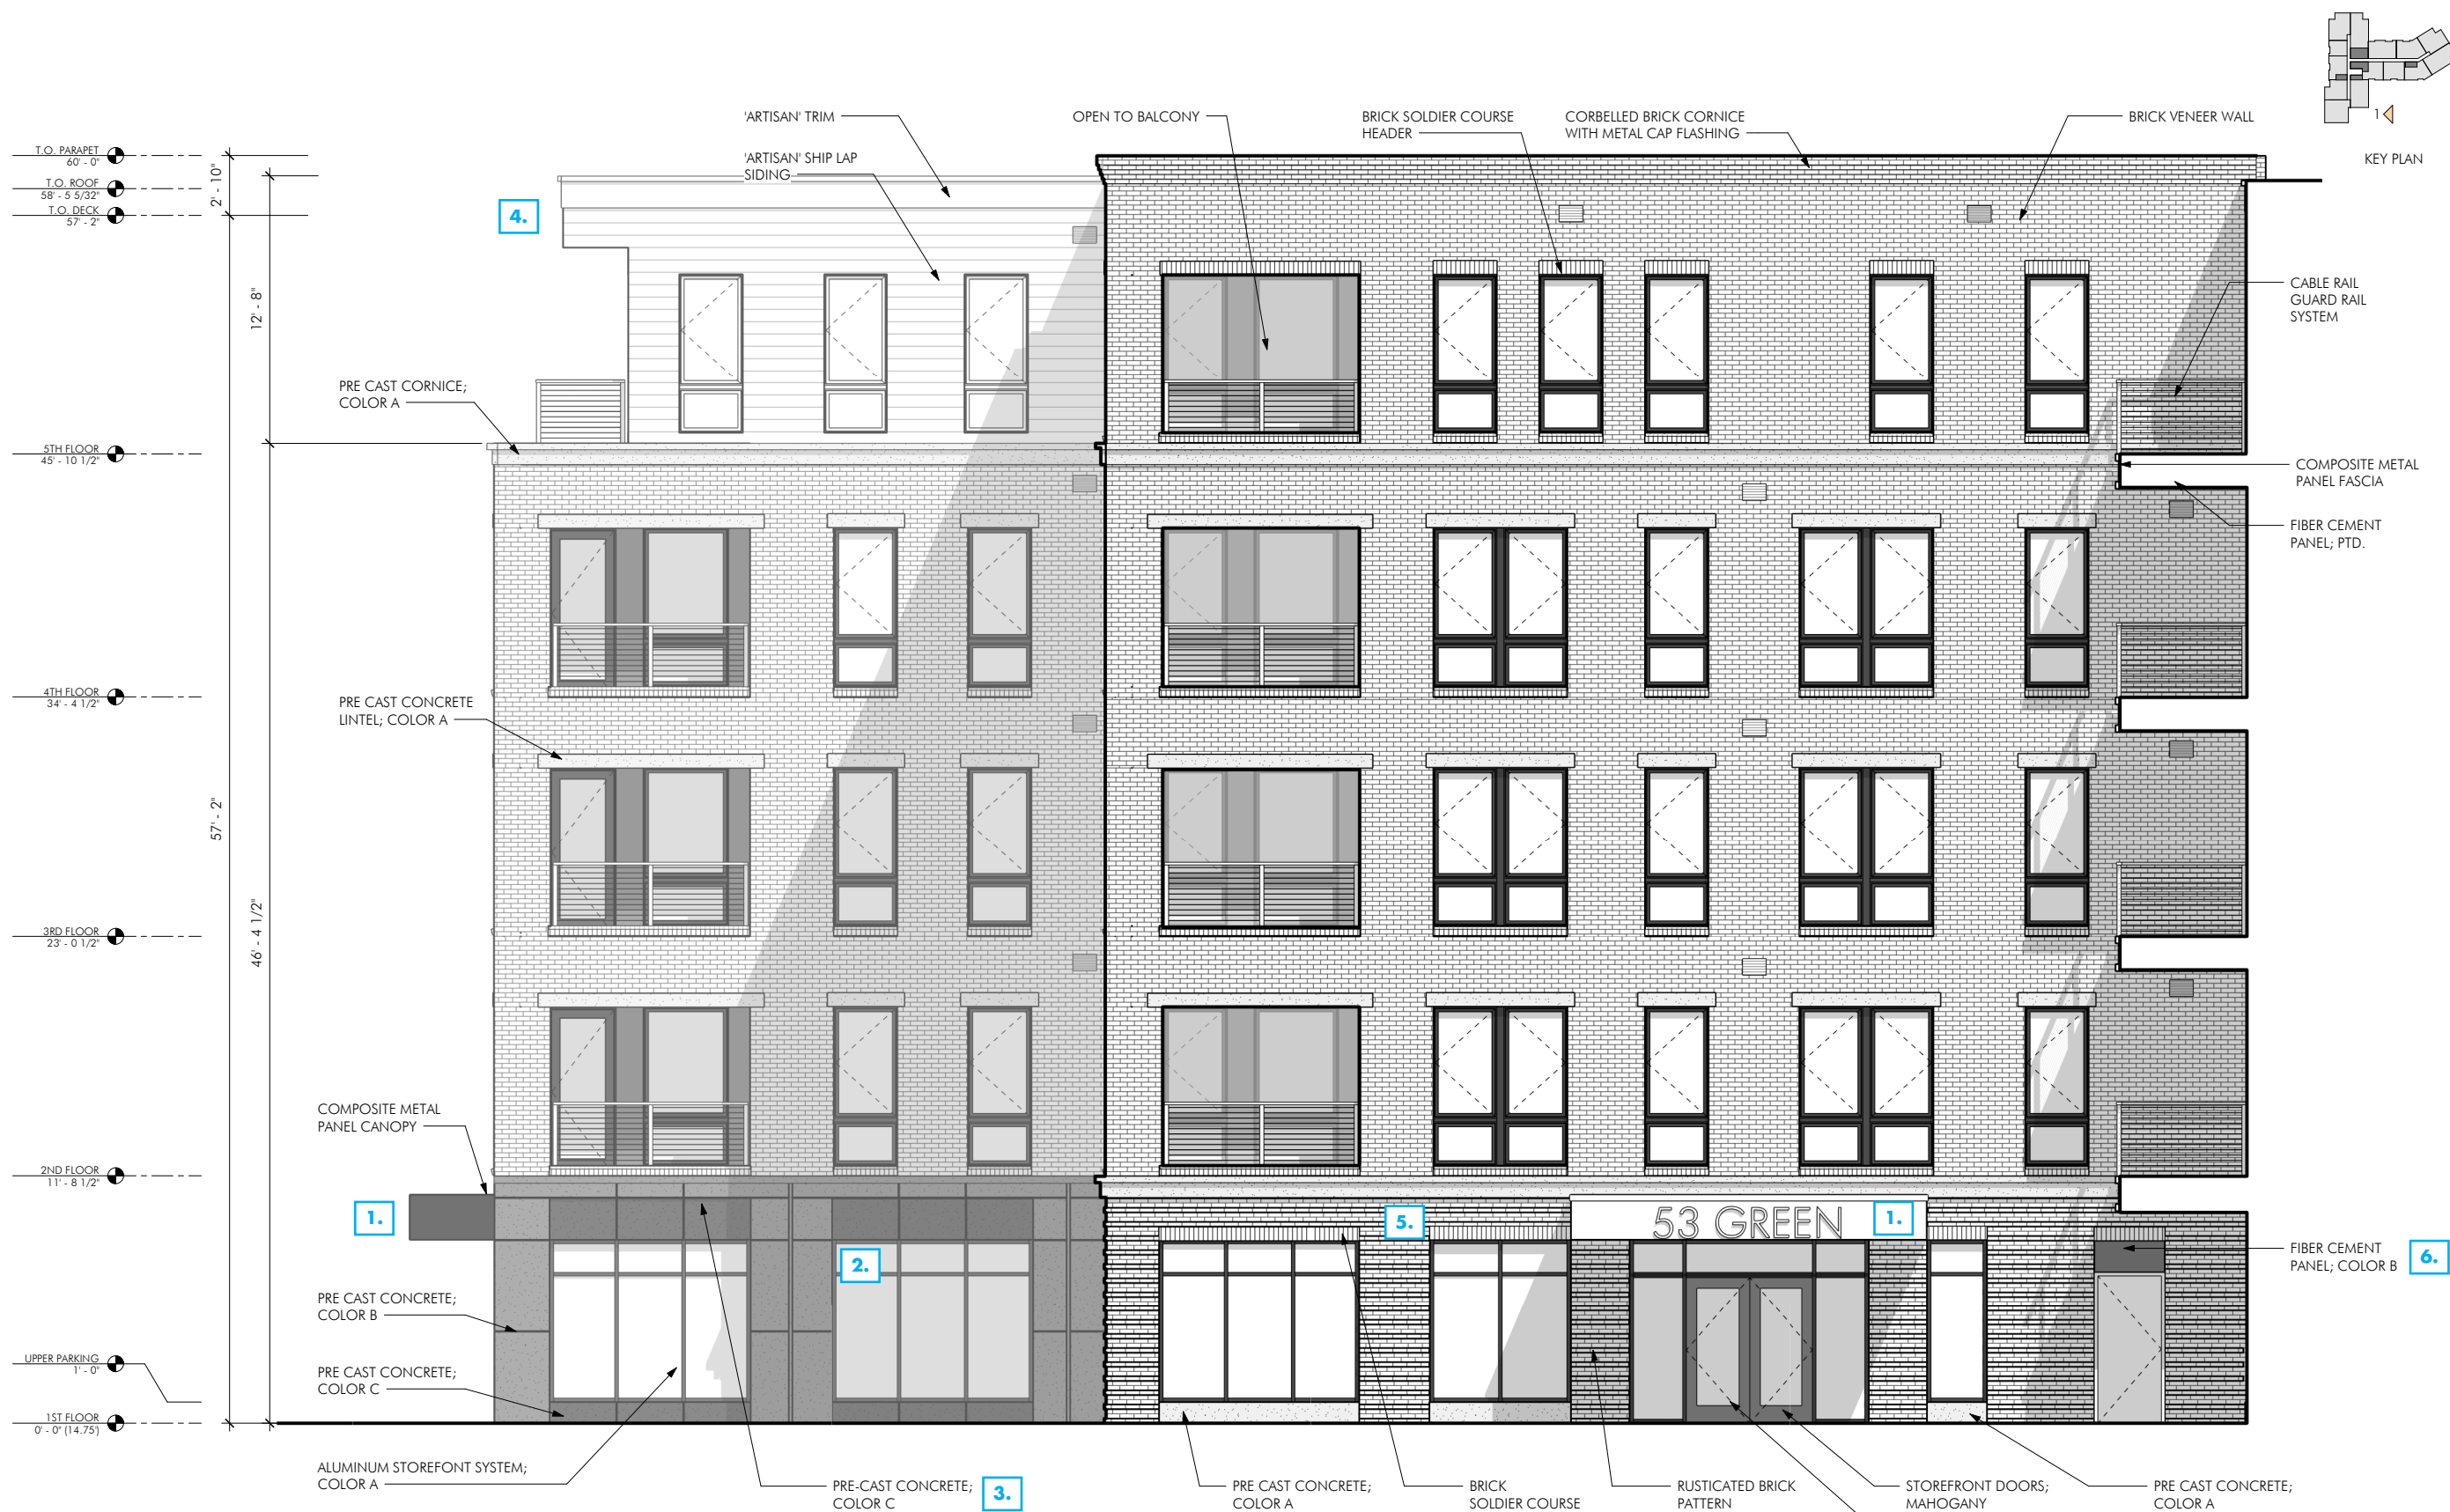 'ARTISAN' TRIM
OPEN TO BALCONY
BRICK SOLDIER COURSE
HEADER
CORBELLED BRICK CORNICE
WITH METAL CAP FLASHING
BRICK VENEER WALL
1
KEY PLAN
T.O. PARAPET
60' - 0"
T.O. ROOF
58' - 5 5/32"
T.O. DECK
57' - 2"
2' - 10"
'ARTISAN' SHIP LAP
SIDING
4.
12' - 8"
CABLE RAIL
GUARD RAIL
SYSTEM
PRE CAST CORNICE;
COLOR A
5TH FLOOR
45' - 10 1/2"
COMPOSITE METAL
PANEL FASCIA
FIBER CEMENT
PANEL; PTD.
4TH FLOOR
34' - 4 1/2"
PRE CAST CONCRETE
LINTEL; COLOR A
57' - 2"
46' - 4 1/2"
3RD FLOOR
23' - 0 1/2"
COMPOSITE METAL
PANEL CANOPY
2ND FLOOR
11' - 8 1/2"
1.
5.
53 GREEN
1.
2.
FIBER CEMENT
PANEL; COLOR B
6.
PRE CAST CONCRETE;
COLOR B
UPPER PARKING
1' - 0"
PRE CAST CONCRETE;
COLOR C
1ST FLOOR
0' - 0" (14.75')
ALUMINUM STOREFONT SYSTEM;
COLOR A
PRE-CAST CONCRETE;
COLOR C
3.
PRE CAST CONCRETE;
COLOR A
BRICK
SOLDIER COURSE
RUSTICATED BRICK
PATTERN
STOREFRONT DOORS;
MAHOGANY
PRE CAST CONCRETE;
COLOR A